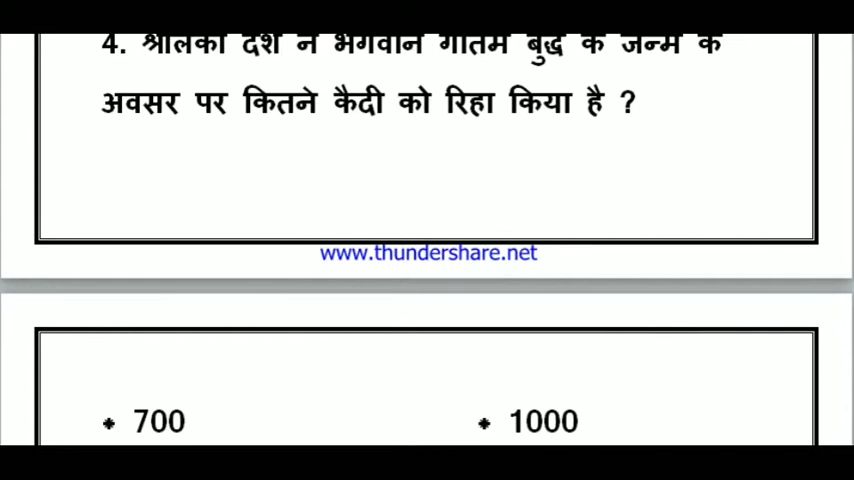 4. श्रीलंका देश ने भगवान गौतम बुद्ध के जन्म के
अवसर पर कितने कैदी को रिहा किया है ?
www.thundershare.net
700
1000